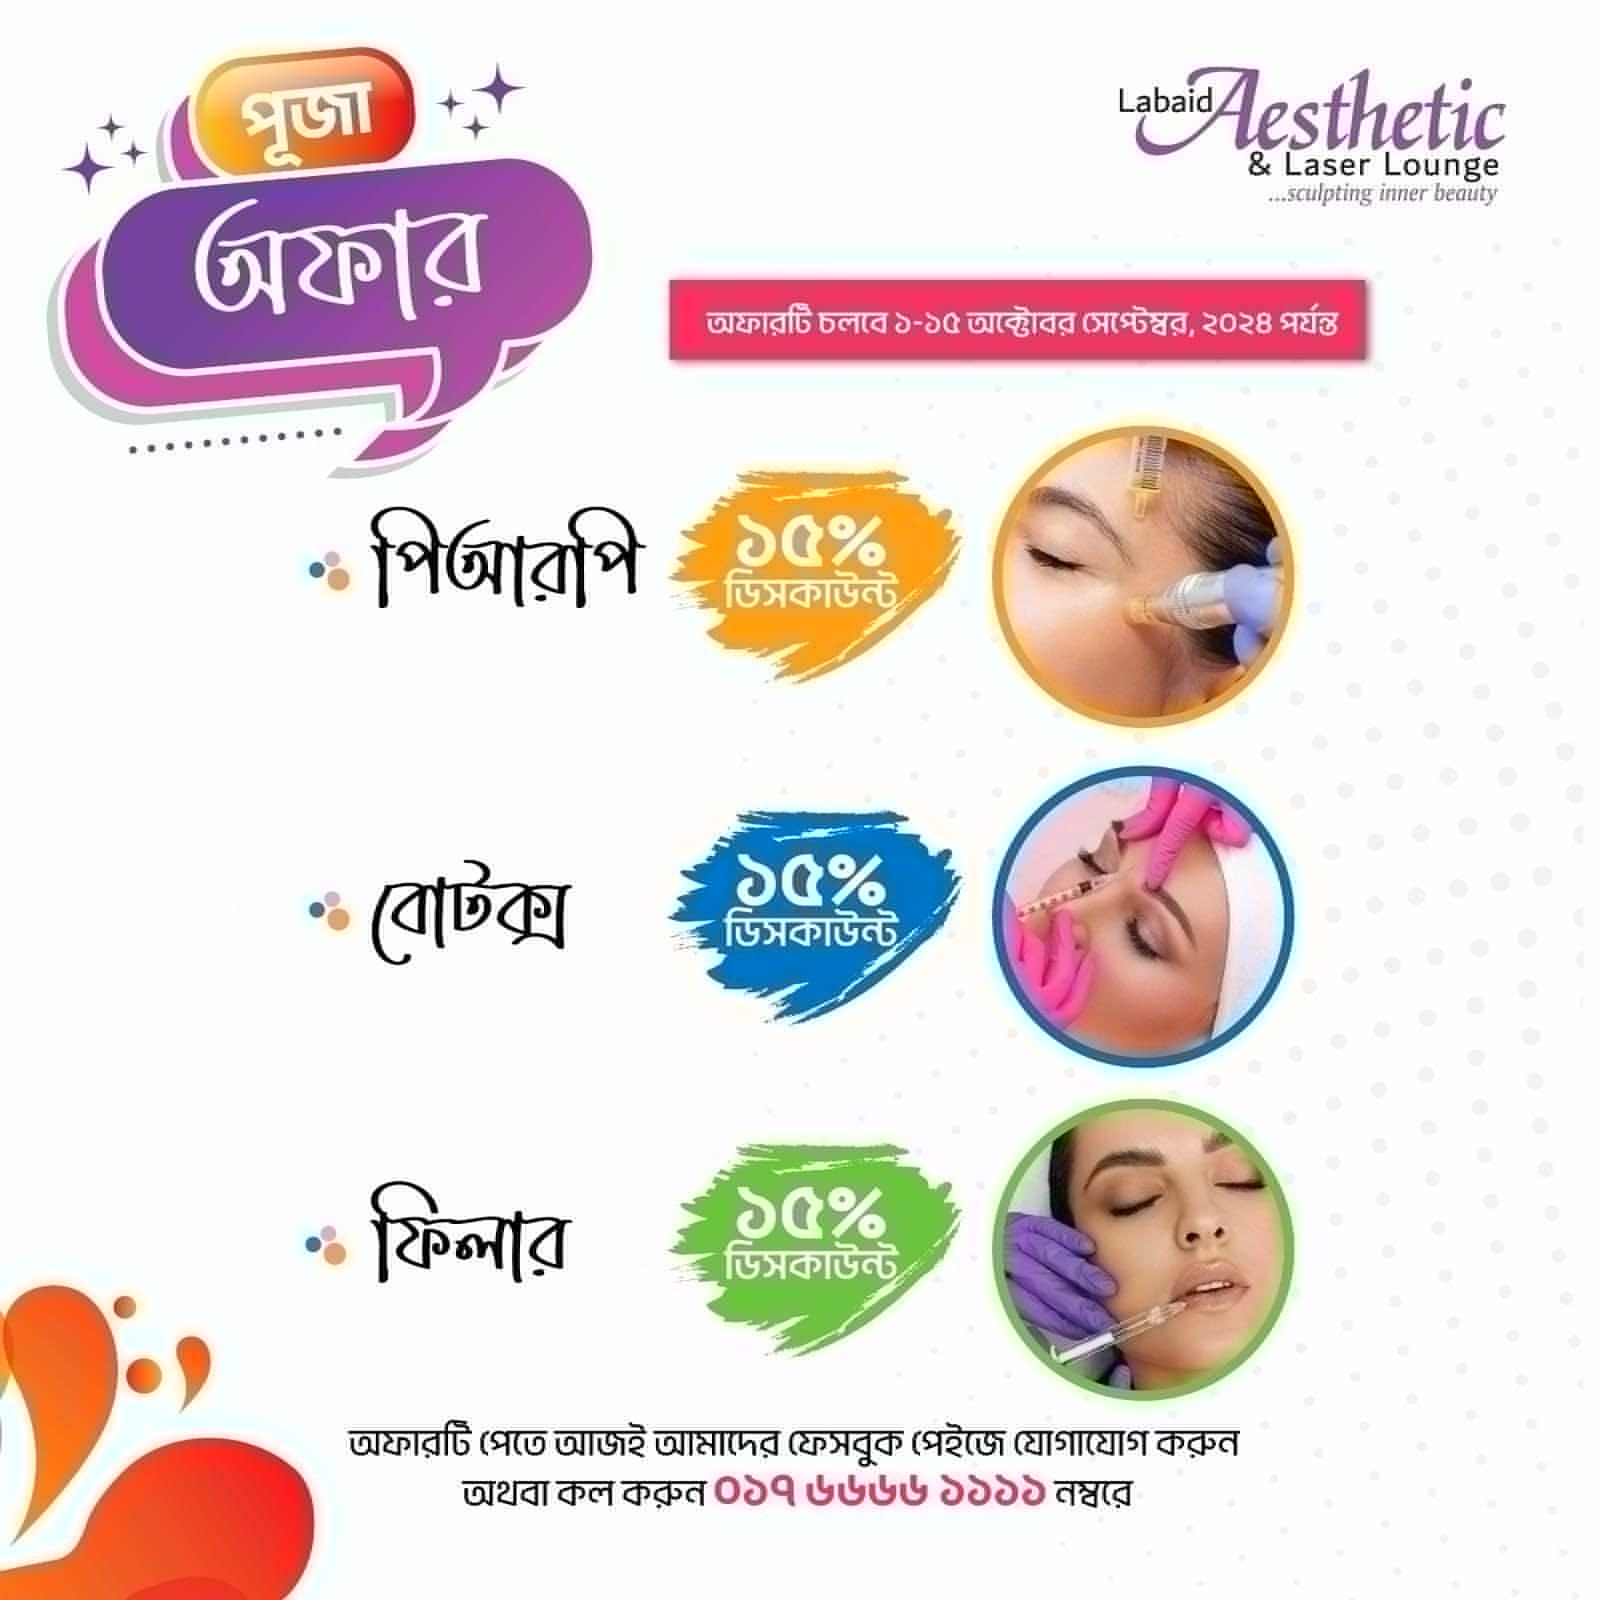 পূজা
অফার
Labaid Aesthetic
& Laser Lounge
...sculpting inner beauty
অফারটি চলবে ১-১৫ অক্টোবর সেপ্টেম্বর, ২০২৪ পর্যন্ত
পিআরপি
১৫%
ডিসকাউন্ট
বোটক্স
১৫%
ডিসকাউন্ট
ফিলার
১৫%
ডিসকাউন্ট
অফারটি পেতে আজই আমাদের ফেসবুক পেইজে যোগাযোগ করুন
অথবা কল করুন ০১৭ ৬৬৬৬ ১১১১ নম্বরে